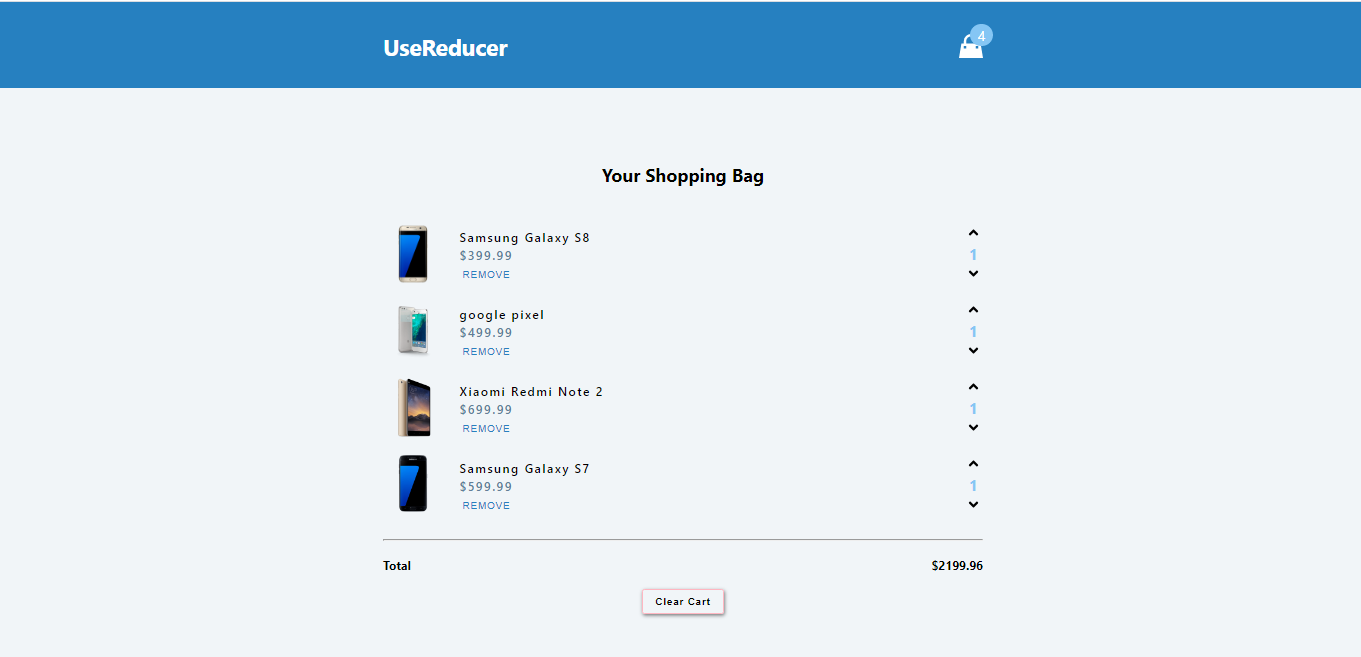 UseReducer
4
Your Shopping Bag
Samsung Galaxy S8
$399.99
REMOVE
1
google pixel
$499.99
REMOVE
1
Xiaomi Redmi Note 2
$699.99
REMOVE
1
Samsung Galaxy S7
$599.99
REMOVE
1
Total $2199.96
Clear Cart